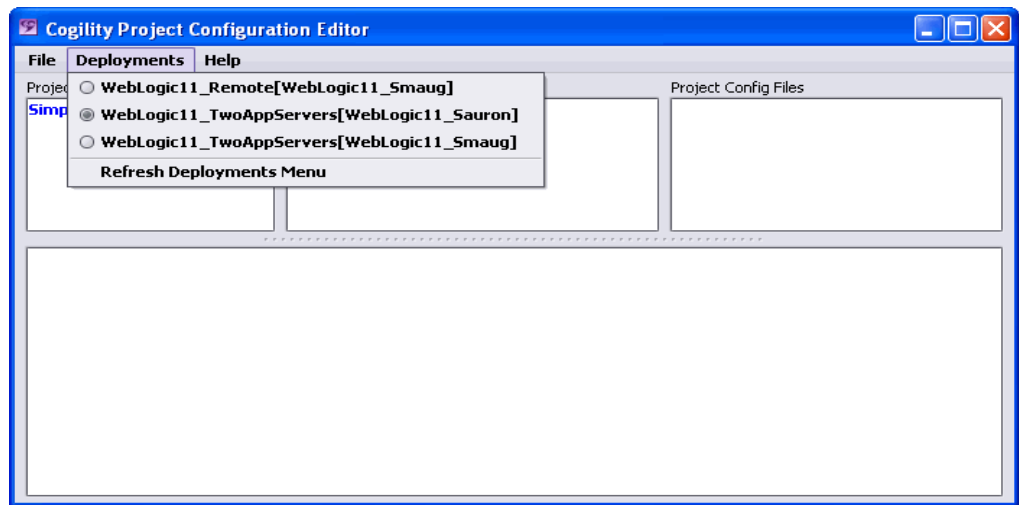 Cogility Project Configuration Editor
File Deployments Help
Project Config Files
WebLogic11_Remote[WebLogic11_Smaug]
WebLogic11_TwoAppServers[WebLogic11_Sauron]
WebLogic11_TwoAppServers[WebLogic11_Smaug]
Refresh Deployments Menu